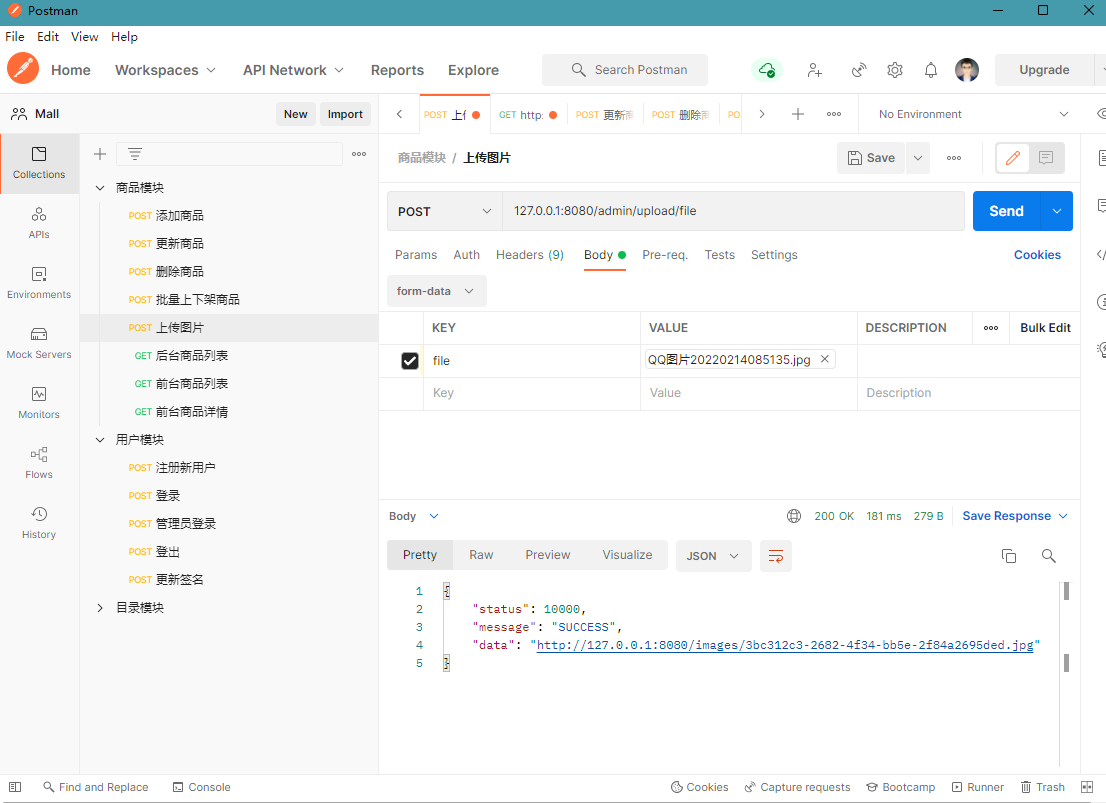 Postman
File Edit View Help
Home Workspaces API Network Reports Explore Search Postman Upgrade
Mall New Import
POST 上传 GET http: POST 更新商 POST 删除商 PO No Environment
Collections
APIs
Environments
Mock Servers
Monitors
Flows
History
商品模块
POST 添加商品
POST 更新商品
POST 删除商品
POST 批量上下架商品
POST 上传图片
GET 后台商品列表
GET 前台商品列表
GET 前台商品详情
用户模块
POST 注册新用户
POST 登录
POST 管理员登录
POST 登出
POST 更新签名
目录模块
商品模块 / 上传图片 Save
POST 127.0.0.1:8080/admin/upload/file Send
Params Auth Headers (9) Body Pre-req. Tests Settings Cookies
form-data
KEY VALUE DESCRIPTION Bulk Edit
file QQ图片20220214085135.jpg
Key Value Description
Body 200 OK 181 ms 279 B Save Response
Pretty Raw Preview Visualize JSON
1 {
2 "status": 10000,
3 "message": "SUCCESS",
4 "data": "http://127.0.0.1:8080/images/3bc312c3-2682-4f34-bb5e-2f84a2695ded.jpg"
5 }
Find and Replace Console Cookies Capture requests Bootcamp Runner Trash